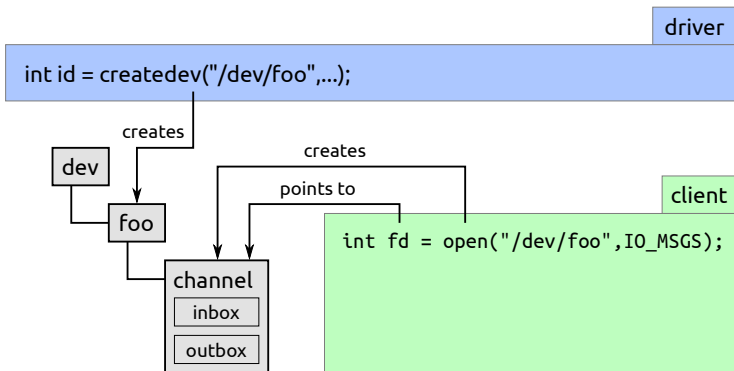 driver
int id = createdev("/dev/foo",...);
creates
dev
creates
points to
client
foo
int fd = open("/dev/foo",IO_MSGS);
channel
inbox
outbox